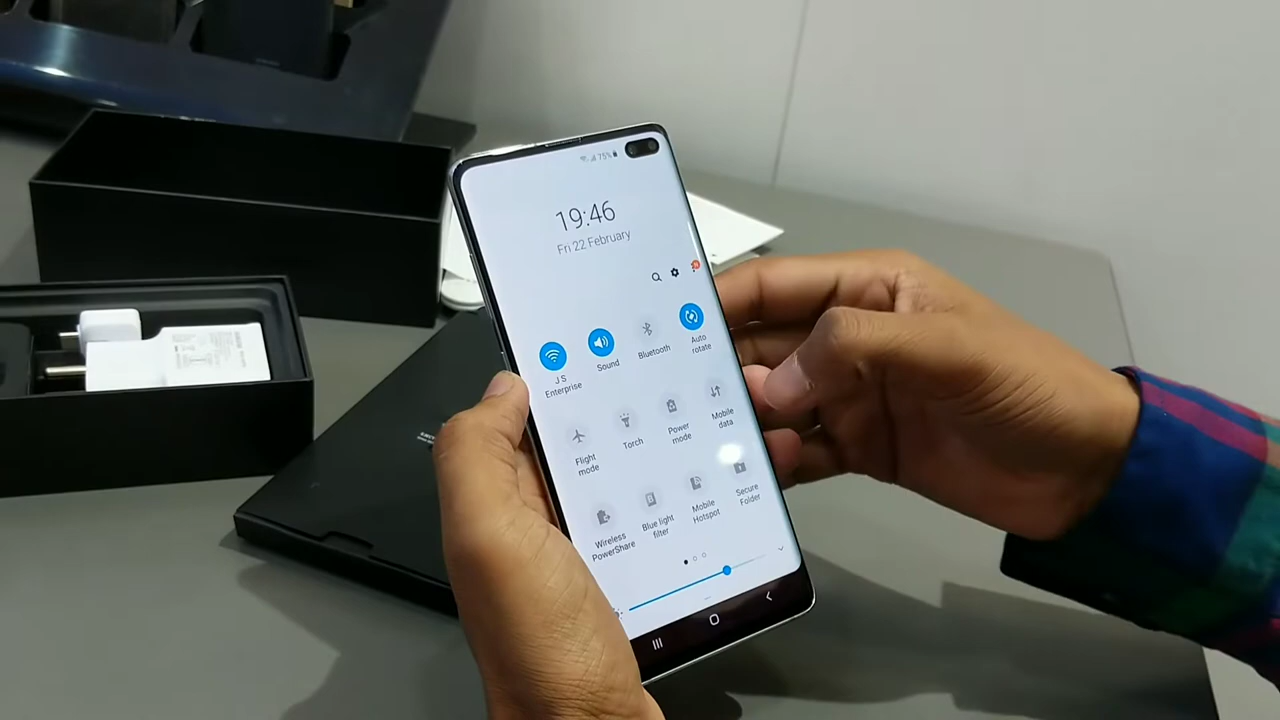 75%
19:46
Fri 22 February
J S
Enterprise
Sound
Bluetooth
Auto
rotate
Flight
mode
Torch
Power
mode
Mobile
data
Wireless
PowerShare
Blue light
filter
Mobile
Hotspot
Secure
Folder